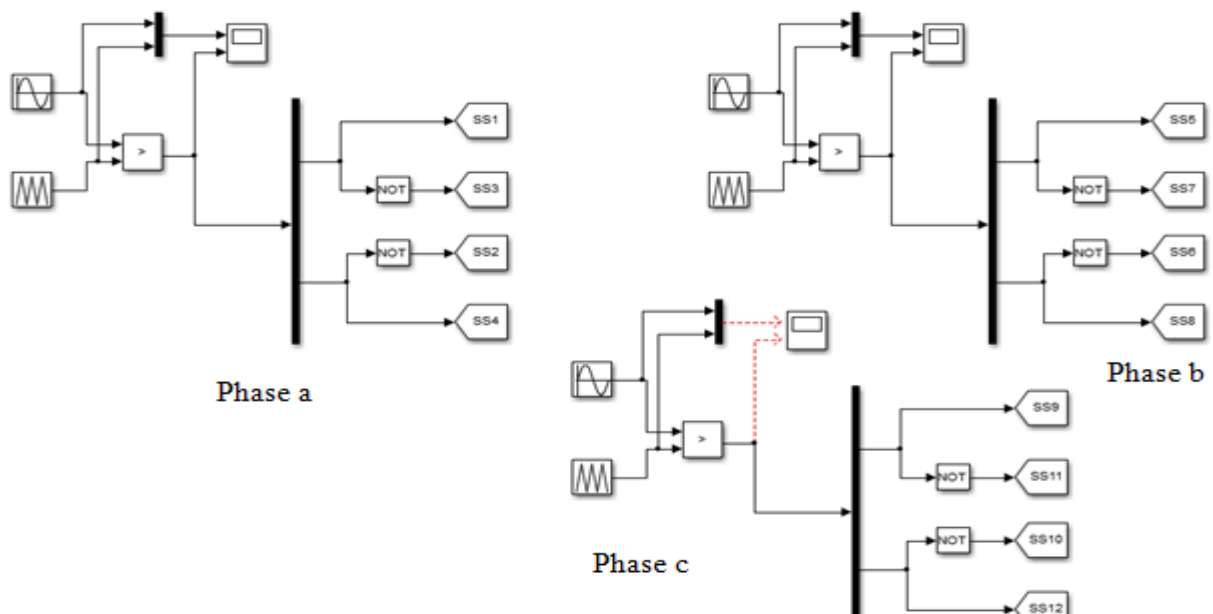 >
SS1
NOT
SS3
NOT
SS2
SS4
Phase a
>
SS5
NOT
SS7
NOT
SS6
SS8
Phase b
>
SS9
NOT
SS11
NOT
SS10
SS12
Phase c